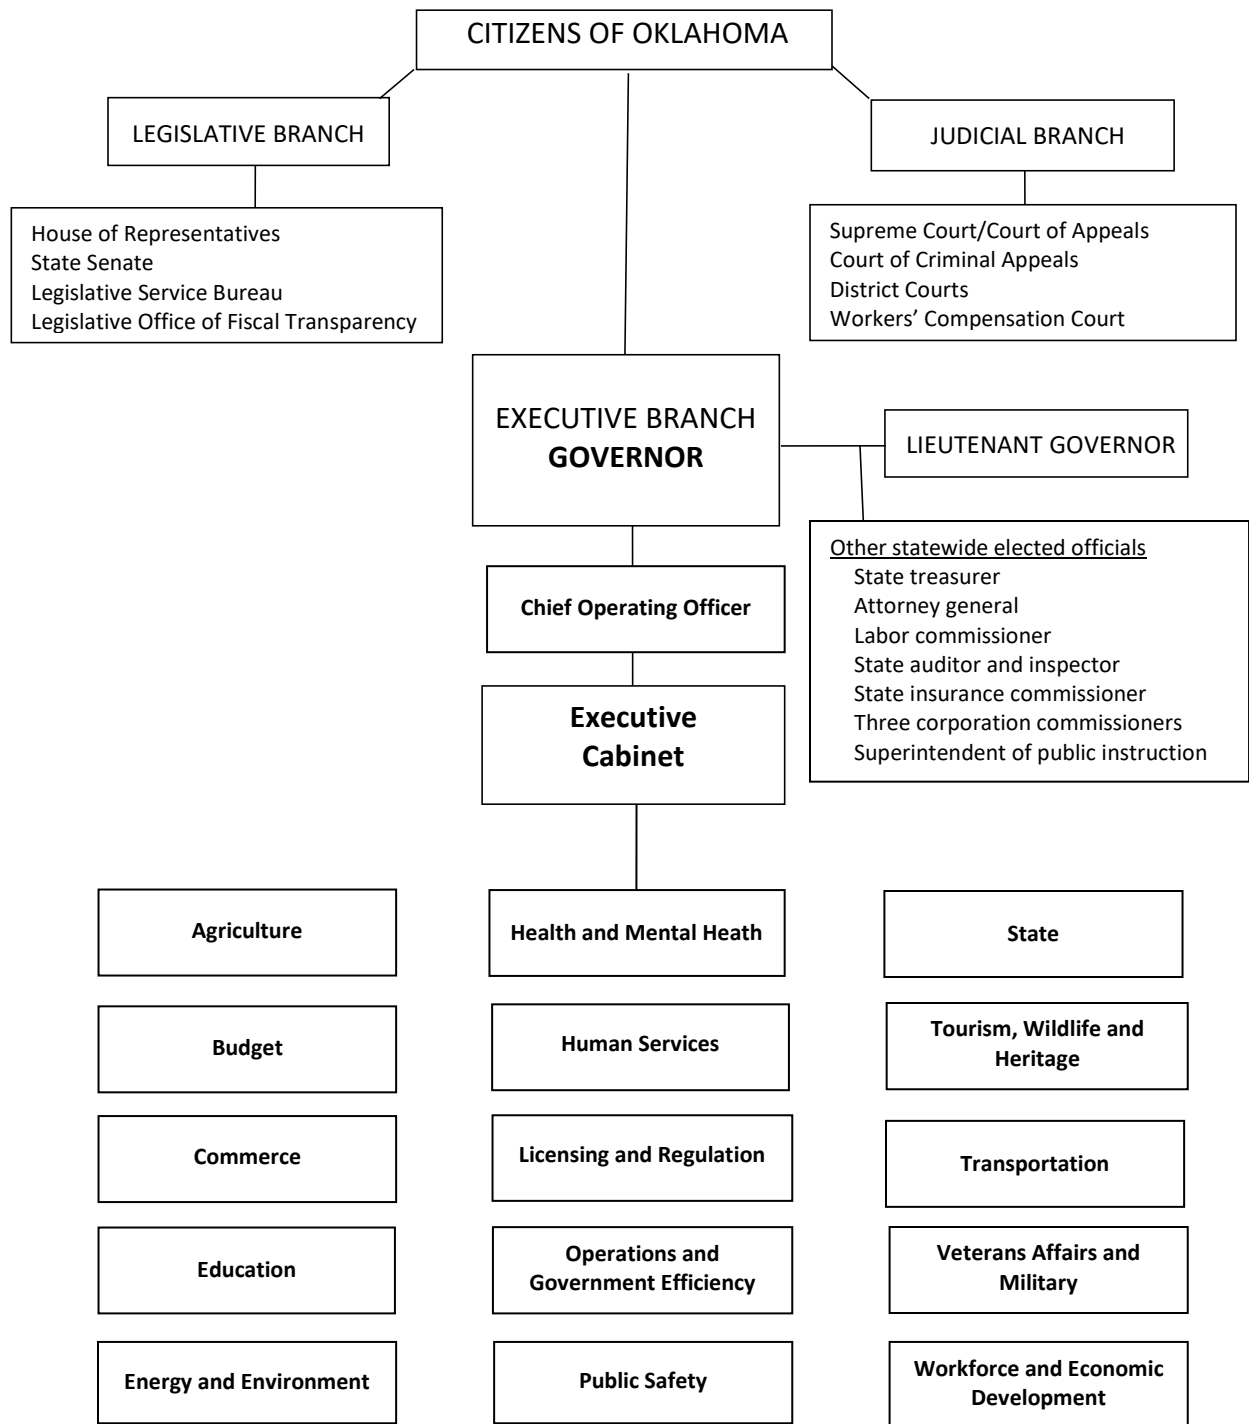 CITIZENS OF OKLAHOMA
LEGISLATIVE BRANCH
JUDICIAL BRANCH
House of Representatives
State Senate
Legislative Service Bureau
Legislative Office of Fiscal Transparency
Supreme Court/Court of Appeals
Court of Criminal Appeals
District Courts
Workers’ Compensation Court
EXECUTIVE BRANCH
GOVERNOR
LIEUTENANT GOVERNOR
Other statewide elected officials
State treasurer
Attorney general
Labor commissioner
State auditor and inspector
State insurance commissioner
Three corporation commissioners
Superintendent of public instruction
Chief Operating Officer
Executive
Cabinet
Agriculture
Health and Mental Heath
State
Budget
Human Services
Tourism, Wildlife and
Heritage
Commerce
Licensing and Regulation
Transportation
Education
Operations and
Government Efficiency
Veterans Affairs and
Military
Energy and Environment
Public Safety
Workforce and Economic
Development